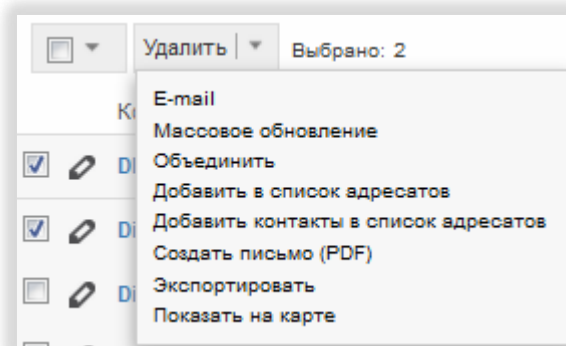 Удалить Выбрано: 2
E-mail
Массовое обновление
Объединить
Добавить в список адресатов
Добавить контакты в список адресатов
Создать письмо (PDF)
Экспортировать
Показать на карте